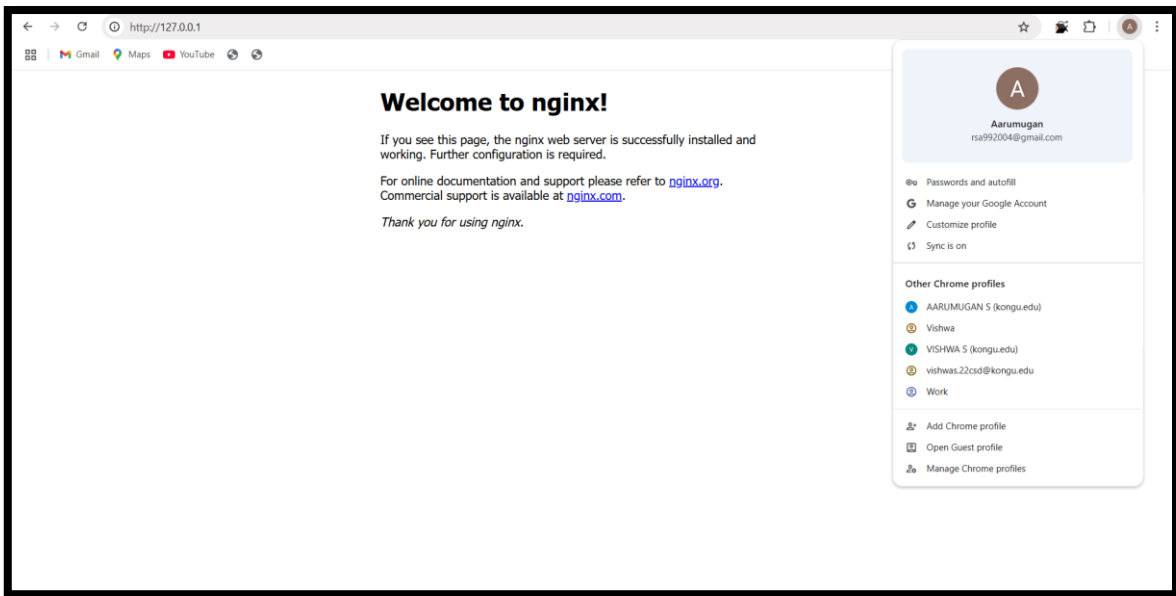 http://127.0.0.1
A
Gmail Maps YouTube
Welcome to nginx!
If you see this page, the nginx web server is successfully installed and
working. Further configuration is required.
For online documentation and support please refer to nginx.org.
Commercial support is available at nginx.com.
Thank you for using nginx.
A
Aarumugan
rsa992004@gmail.com
Passwords and autofill
G Manage your Google Account
Customize profile
Sync is on
Other Chrome profiles
A AARUMUGAN S (kongu.edu)
Vishwa
V VISHWA S (kongu.edu)
vishwas.22csd@kongu.edu
Work
Add Chrome profile
Open Guest profile
Manage Chrome profiles